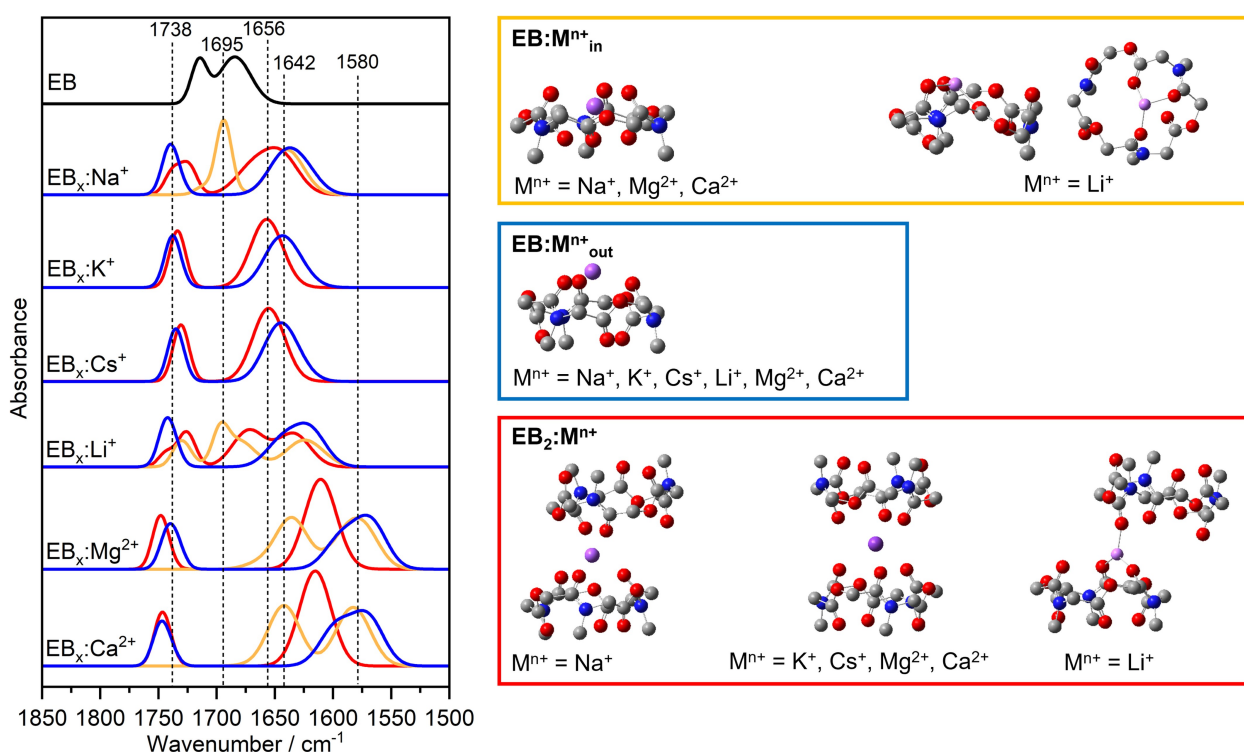 1738
1656
1695
1642
1580
EB
EBₓ:Na⁺
EBₓ:K⁺
EBₓ:Cs⁺
EBₓ:Li⁺
EBₓ:Mg²⁺
EBₓ:Ca²⁺
Absorbance
1850 1800 1750 1700 1650 1600 1550 1500
Wavenumber / cm⁻¹
EB:Mⁿ⁺in
Mⁿ⁺ = Na⁺, Mg²⁺, Ca²⁺
Mⁿ⁺ = Li⁺
EB:Mⁿ⁺out
Mⁿ⁺ = Na⁺, K⁺, Cs⁺, Li⁺, Mg²⁺, Ca²⁺
EB₂:Mⁿ⁺
Mⁿ⁺ = Na⁺
Mⁿ⁺ = K⁺, Cs⁺, Mg²⁺, Ca²⁺
Mⁿ⁺ = Li⁺